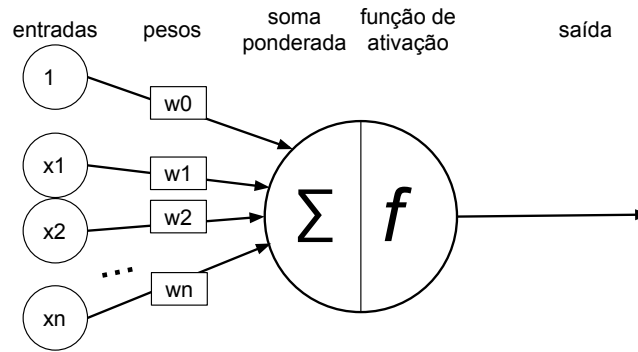 entradas pesos soma ponderada função de ativação saída
1
w0
x1
w1
x2
w2
...
xn
wn
Σ f